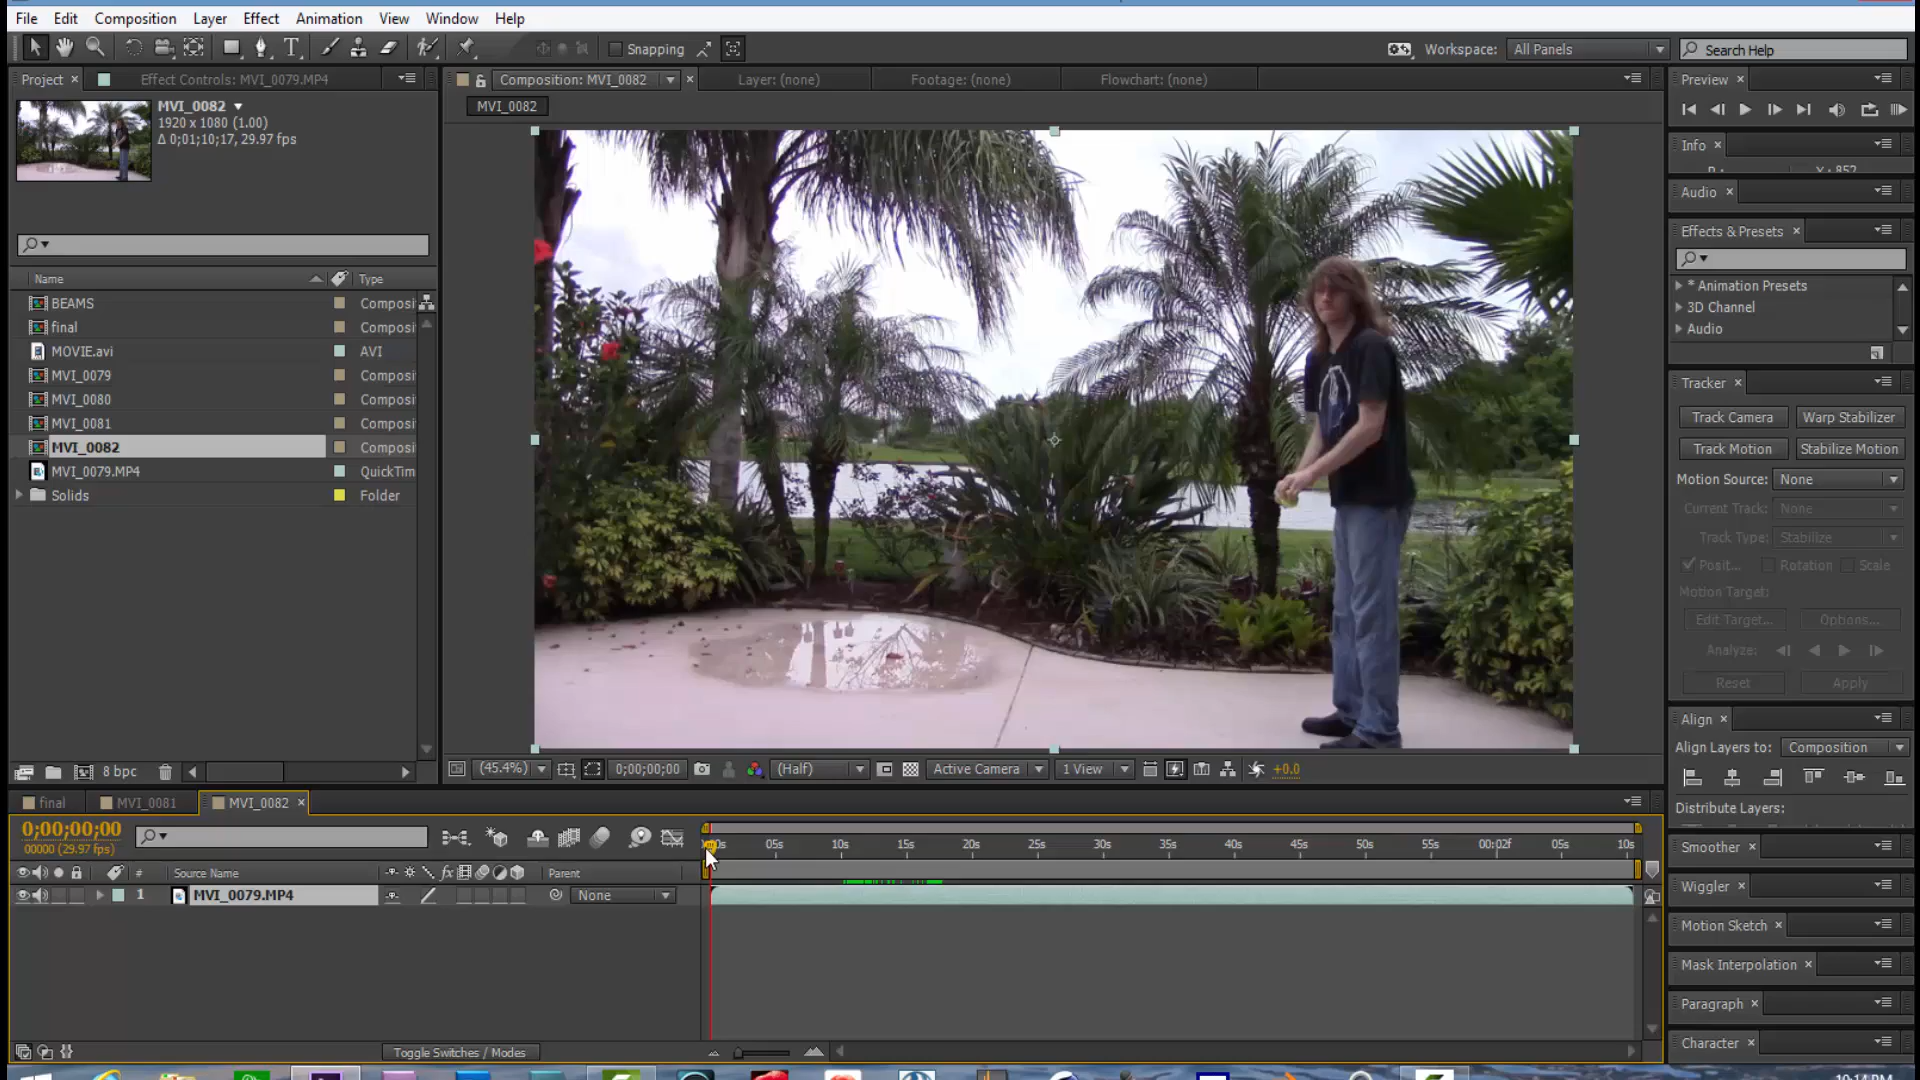 File Edit Composition Layer Effect Animation View Window Help
Snapping
Workspace: All Panels
Search Help
Project × Effect Controls: MVI_0079.MP4
Composition: MVI_0082 ×
Layer: (none)
Footage: (none)
Flowchart: (none)
MVI_0082
MVI_0082
1920 x 1080 (1.00)
Δ 0;01;10;17, 29.97 fps
Name Type
BEAMS Composi
final Composi
MOVIE.avi AVI
MVI_0079 Composi
MVI_0080 Composi
MVI_0081 Composi
MVI_0082 Composi
MVI_0079.MP4 QuickTim
Solids Folder
8 bpc
(45.4%) 0;00;00;00 (Half) Active Camera 1 View +0.0
Preview ×
Info ×
Audio ×
Effects & Presets ×
* Animation Presets
3D Channel
Audio
Tracker ×
Track Camera Warp Stabilizer
Track Motion Stabilize Motion
Motion Source: None
Current Track: None
Track Type: Stabilize
Posit... Rotation Scale
Motion Target:
Edit Target... Options...
Analyze:
Reset Apply
Align ×
Align Layers to: Composition
Distribute Layers:
Smoother ×
Wiggler ×
Motion Sketch ×
Mask Interpolation ×
Paragraph ×
Character ×
final MVI_0081 MVI_0082 ×
0;00;00;00
00000 (29.97 fps)
05s 10s 15s 20s 25s 30s 35s 40s 45s 50s 55s 00:02f 05s 10s
# Source Name fx Parent
1 MVI_0079.MP4 None
Toggle Switches / Modes